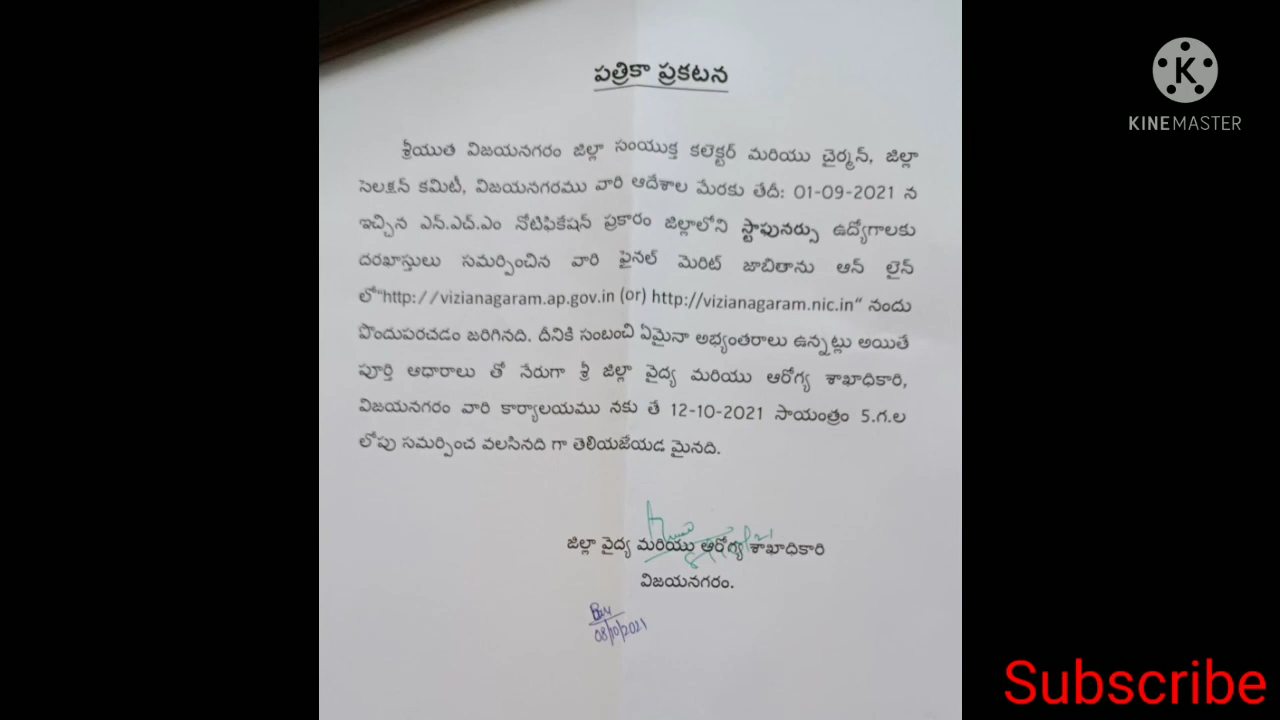 పత్రికా ప్రకటన
శ్రీయుత విజయనగరం జిల్లా సంయుక్త కలెక్టర్ మరియు చైర్మన్, జిల్లా
సెలక్షన్ కమిటీ, విజయనగరము వారి ఆదేశాల మేరకు తేదీ: 01-09-2021 న
ఇచ్చిన ఎన్.ఎచ్.ఎం నోటిఫికేషన్ ప్రకారం జిల్లాలోని స్టాఫునర్సు ఉద్యోగాలకు
దరఖాస్తులు సమర్పించిన వారి ఫైనల్ మెరిట్ జాబితాను ఆన్ లైన్
లో"http://vizianagaram.ap.gov.in (or) http://vizianagaram.nic.in" నందు
పొందుపరచడం జరిగినది. దీనికి సంబంచి ఏమైనా అభ్యంతరాలు ఉన్నట్లు అయితే
పూర్తి ఆధారాలు తో నేరుగా శ్రీ జిల్లా వైద్య మరియు ఆరోగ్య శాఖాధికారి,
విజయనగరం వారి కార్యాలయము నకు తే 12-10-2021 సాయంత్రం 5.గ.ల
లోపు సమర్పించ వలసినది గా తెలియజేయడ మైనది.
జిల్లా వైద్య మరియు ఆరోగ్య శాఖాధికారి
విజయనగరం.
08/10/2021
K
KINEMASTER
Subscribe